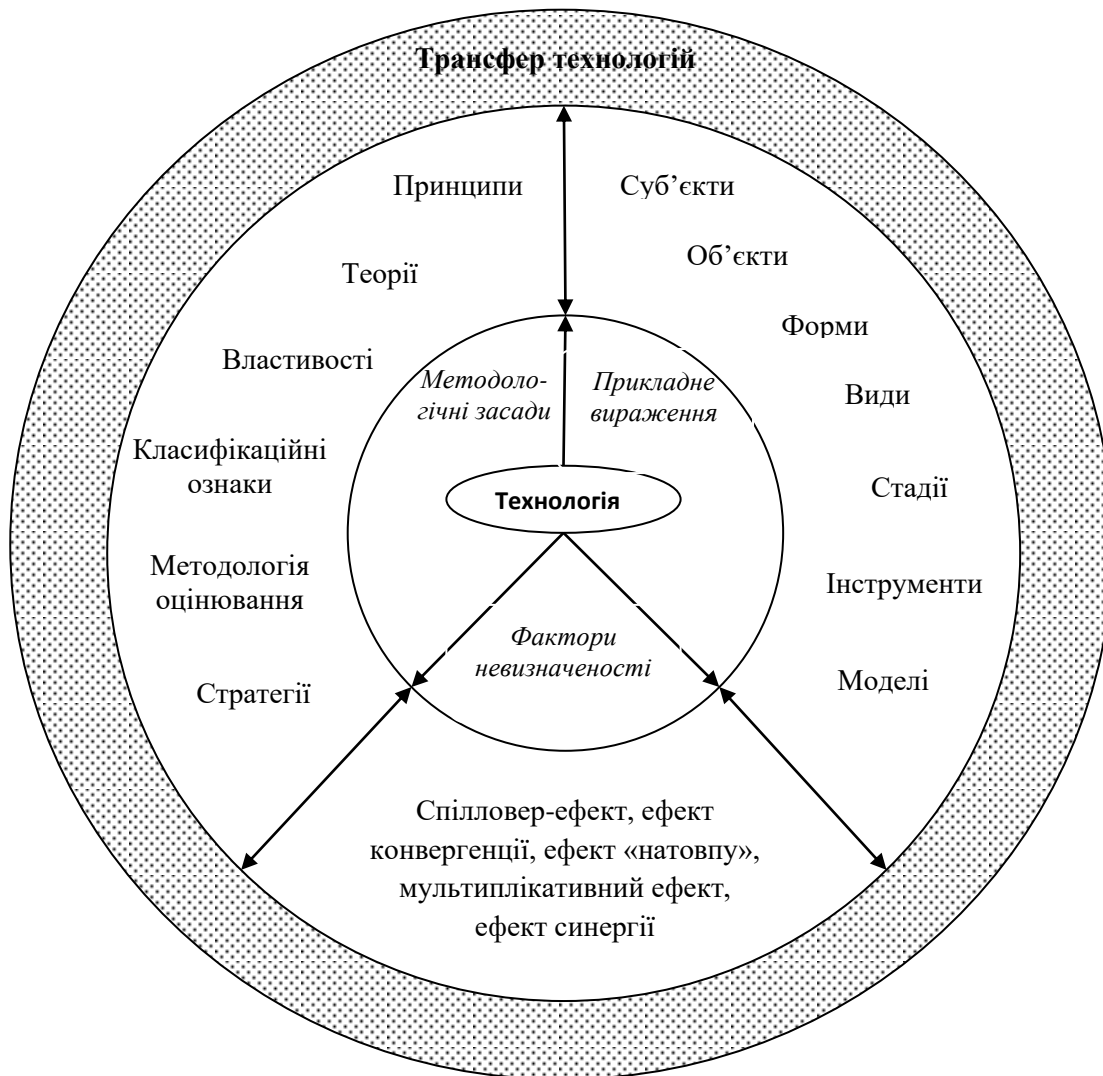 Трансфер технологій
Принципи
Теорії
Властивості
Класифікаційні
ознаки
Методологія
оцінювання
Стратегії
Суб’єкти
Об’єкти
Форми
Види
Стадії
Інструменти
Моделі
Методоло-
гічні засади
Прикладне
вираження
Технологія
Фактори
невизначеності
Спілловер-ефект, ефект
конвергенції, ефект «натовпу»,
мультиплікативний ефект,
ефект синергії